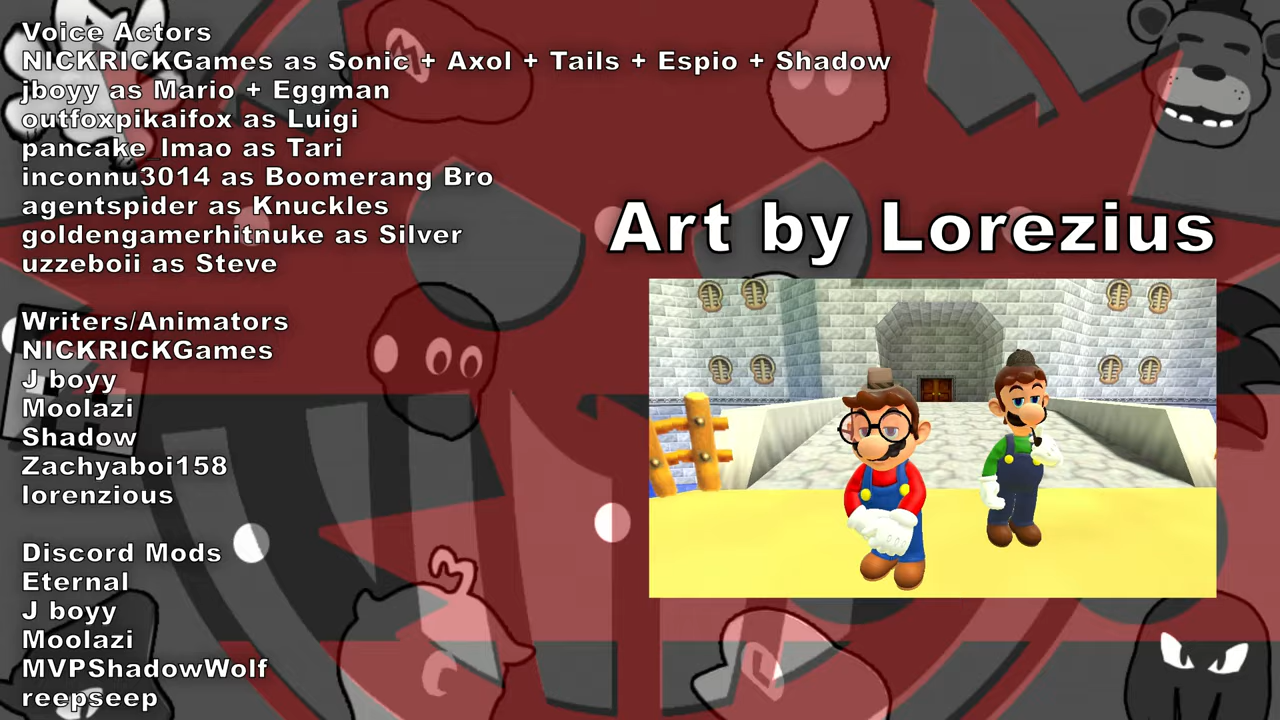 Voice Actors
NICKRICKGames as Sonic + Axol + Tails + Espio + Shadow
jboyy as Mario + Eggman
outfoxpikaifox as Luigi
pancake_lmao as Tari
inconnu3014 as Boomerang Bro
agentspider as Knuckles
goldengamerhitnuke as Silver
uzzeboii as Steve
Writers/Animators
NICKRICKGames
J boyy
Moolazi
Shadow
Zachyaboi158
lorenzious
Discord Mods
Eternal
J boyy
Moolazi
MVPShadowWolf
reepseep
Art by Lorezius